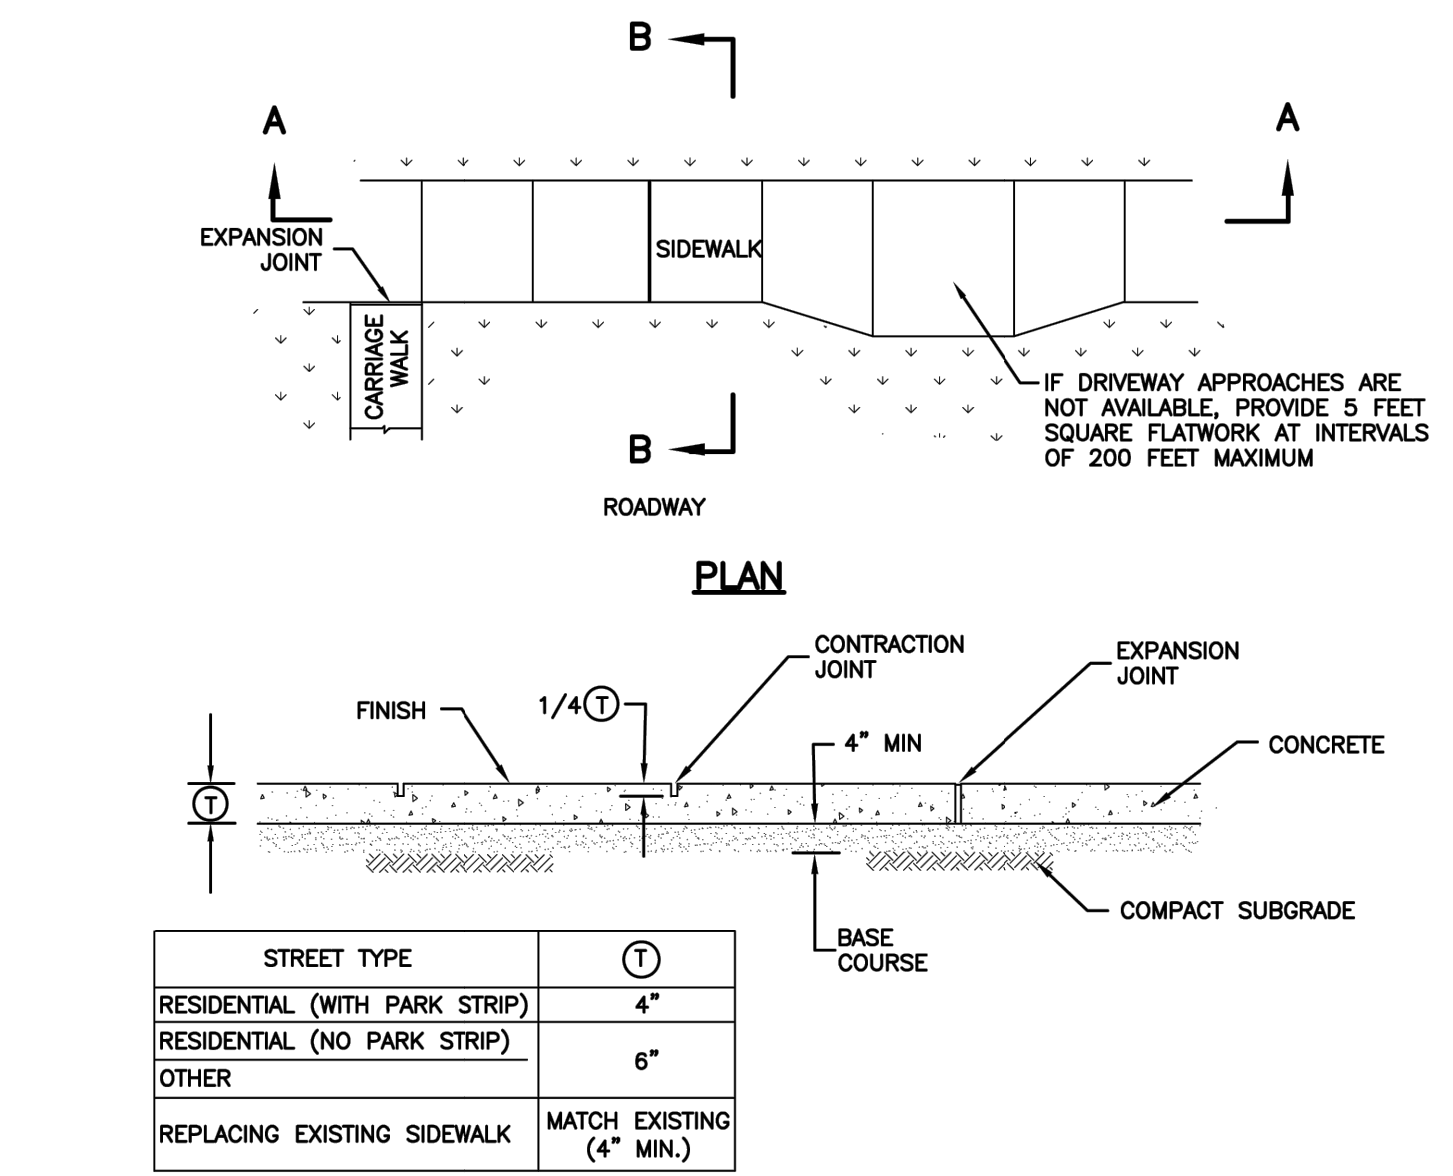 B
A
A
EXPANSION
JOINT
SIDEWALK
CARRIAGE
WALK
IF DRIVEWAY APPROACHES ARE
NOT AVAILABLE, PROVIDE 5 FEET
SQUARE FLATWORK AT INTERVALS
OF 200 FEET MAXIMUM
B
ROADWAY
PLAN
CONTRACTION
JOINT
EXPANSION
JOINT
FINISH
1/4 T
4" MIN
CONCRETE
T
COMPACT SUBGRADE
BASE
COURSE
STREET TYPE
T
RESIDENTIAL (WITH PARK STRIP)
4"
RESIDENTIAL (NO PARK STRIP)
6"
OTHER
REPLACING EXISTING SIDEWALK
MATCH EXISTING
(4" MIN.)